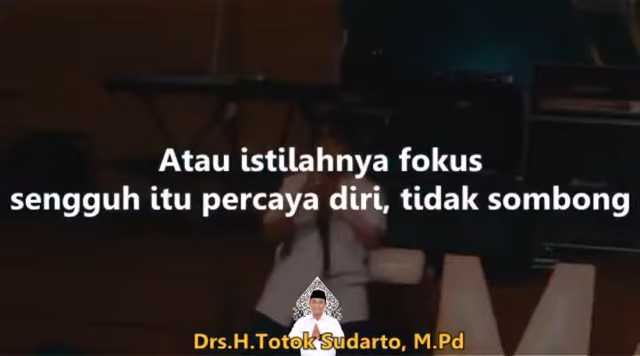 Atau istilahnya fokus
sengguh itu percaya diri, tidak sombong
Drs.H.Totok Sudarto, M.Pd